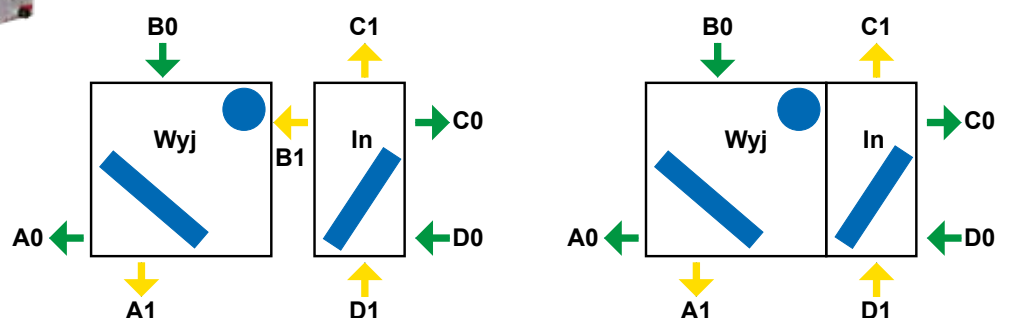 B0 C1 B0 C1
Wyj In C0 Wyj In C0
B1
A0 D0 A0 D0
A1 D1 A1 D1